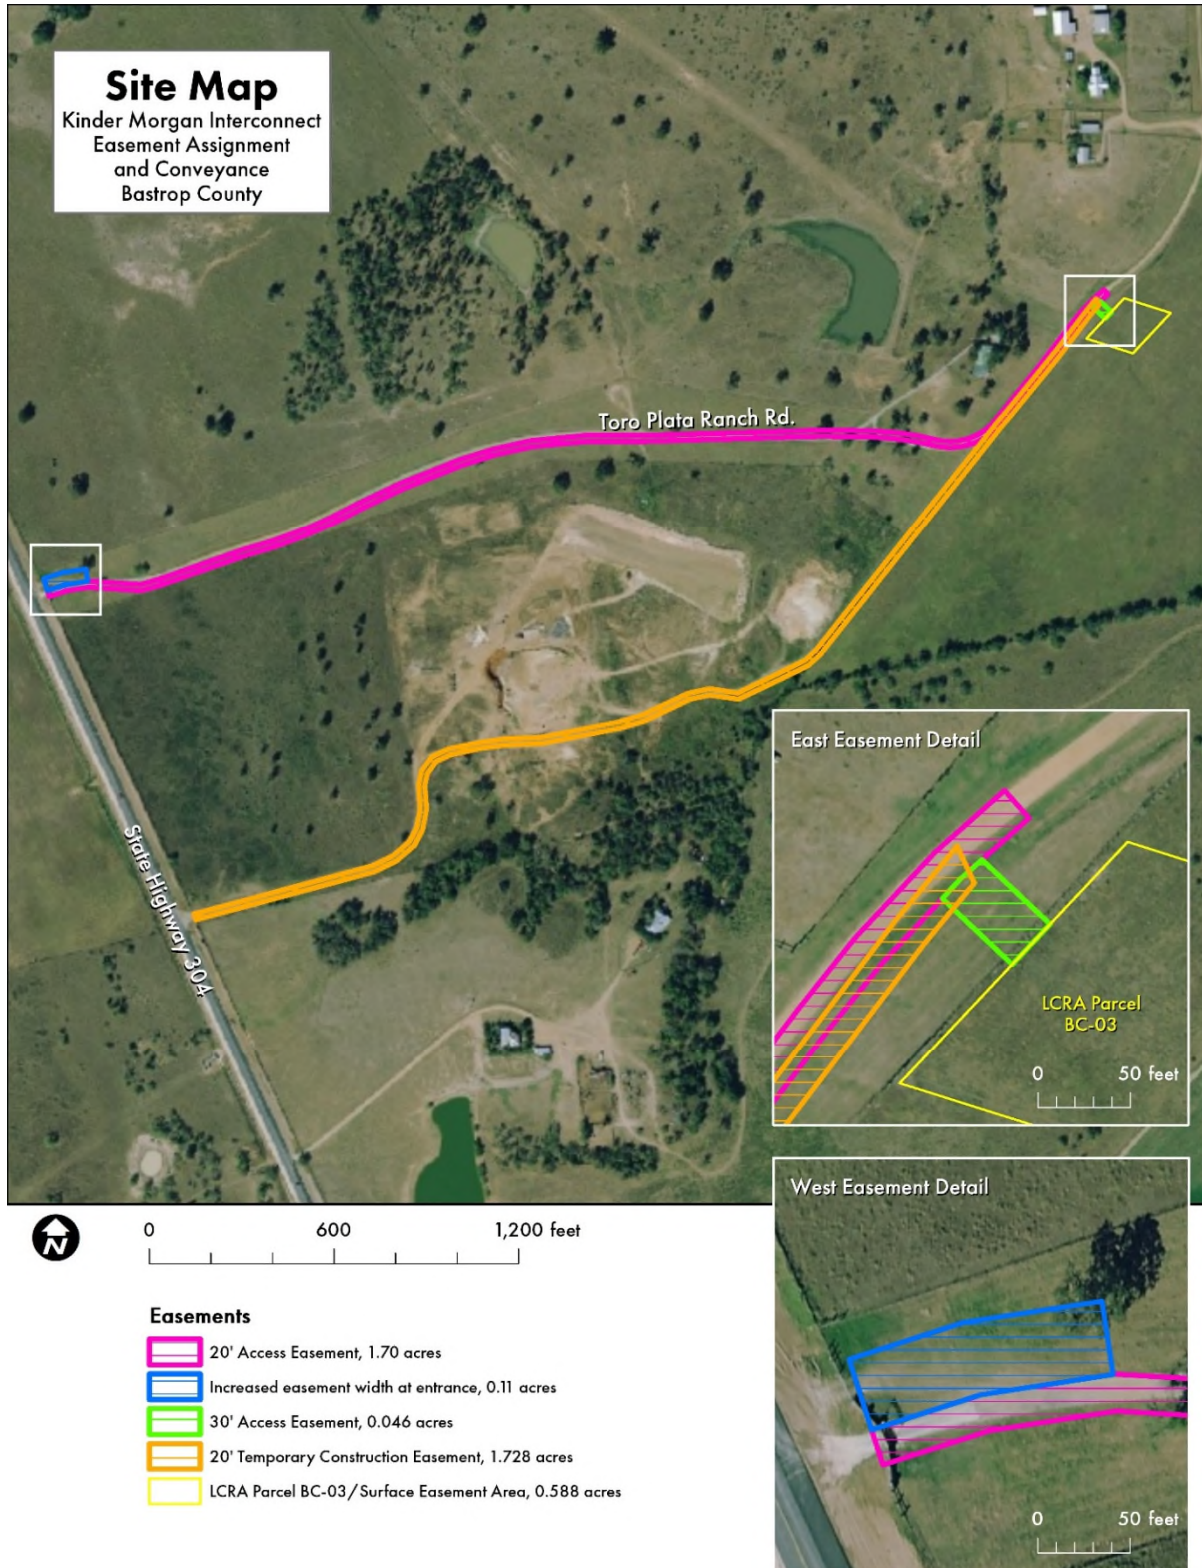 Site Map
Kinder Morgan Interconnect
Easement Assignment
and Conveyance
Bastrop County
Toro Plata Ranch Rd.
State Highway 304
East Easement Detail
LCRA Parcel
BC-03
0 50 feet
West Easement Detail
0 50 feet
N
0 600 1,200 feet
Easements
20' Access Easement, 1.70 acres
Increased easement width at entrance, 0.11 acres
30' Access Easement, 0.046 acres
20' Temporary Construction Easement, 1.728 acres
LCRA Parcel BC-03/Surface Easement Area, 0.588 acres